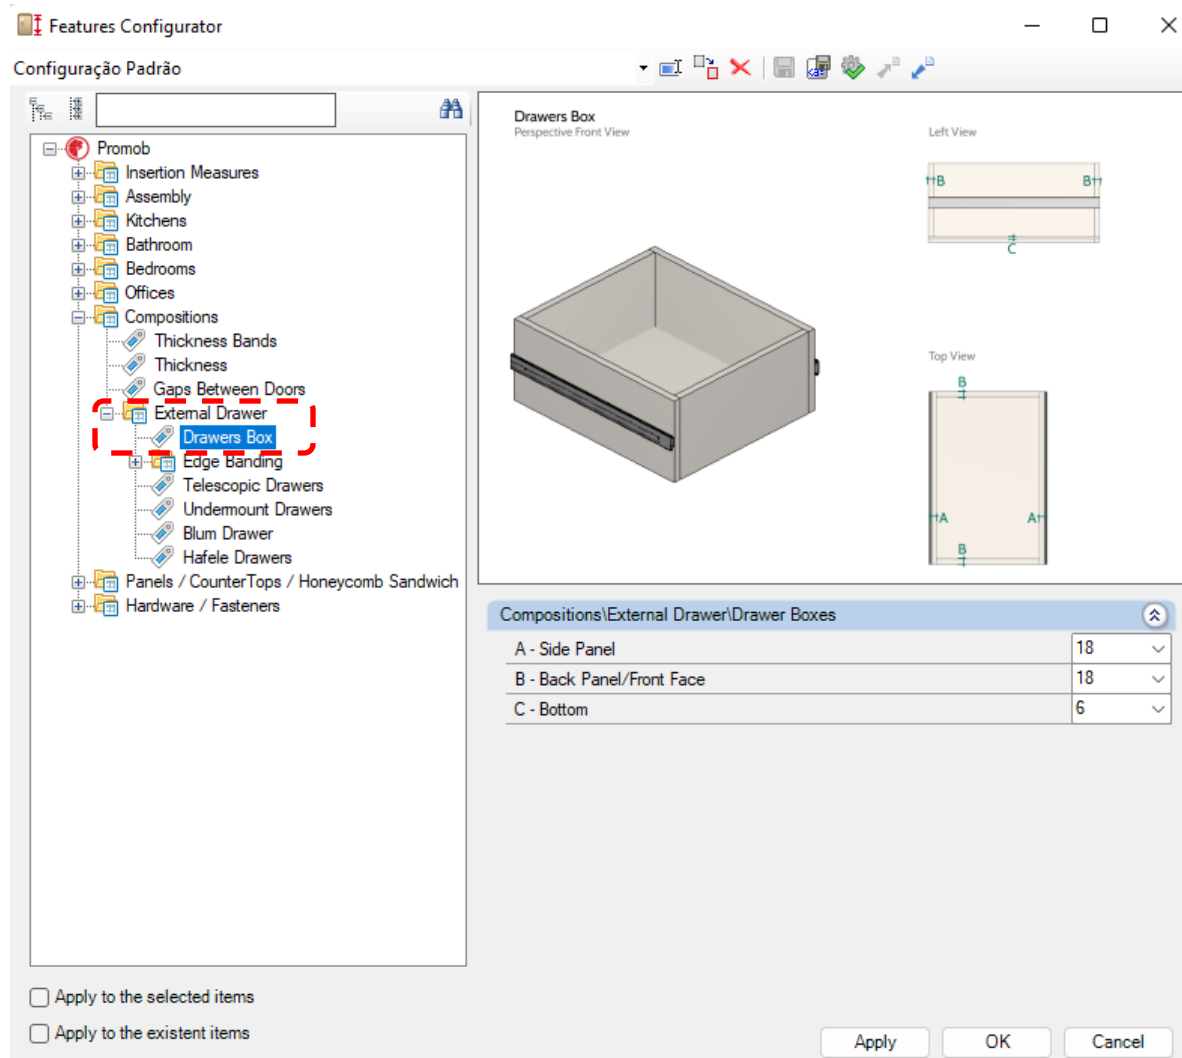 Features Configurator
Configuração Padrão
Promob
Insertion Measures
Assembly
Kitchens
Bathroom
Bedrooms
Offices
Compositions
Thickness Bands
Thickness
Gaps Between Doors
External Drawer
Drawers Box
Edge Banding
Telescopic Drawers
Undermount Drawers
Blum Drawer
Hafele Drawers
Panels / CounterTops / Honeycomb Sandwich
Hardware / Fasteners
Drawers Box
Perspective Front View
Left View
B B
C
Top View
B
A A
B
Compositions\External Drawer\Drawer Boxes
A - Side Panel 18
B - Back Panel/Front Face 18
C - Bottom 6
Apply to the selected items
Apply to the existent items
Apply OK Cancel